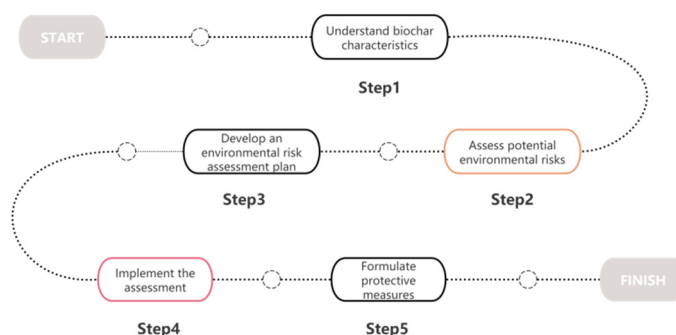 START
Understand biochar
characteristics
Step1
Develop an
environmental risk
assessment plan
Step3
Assess potential
environmental risks
Step2
Implement the
assessment
Step4
Formulate
protective
measures
Step5
FINISH